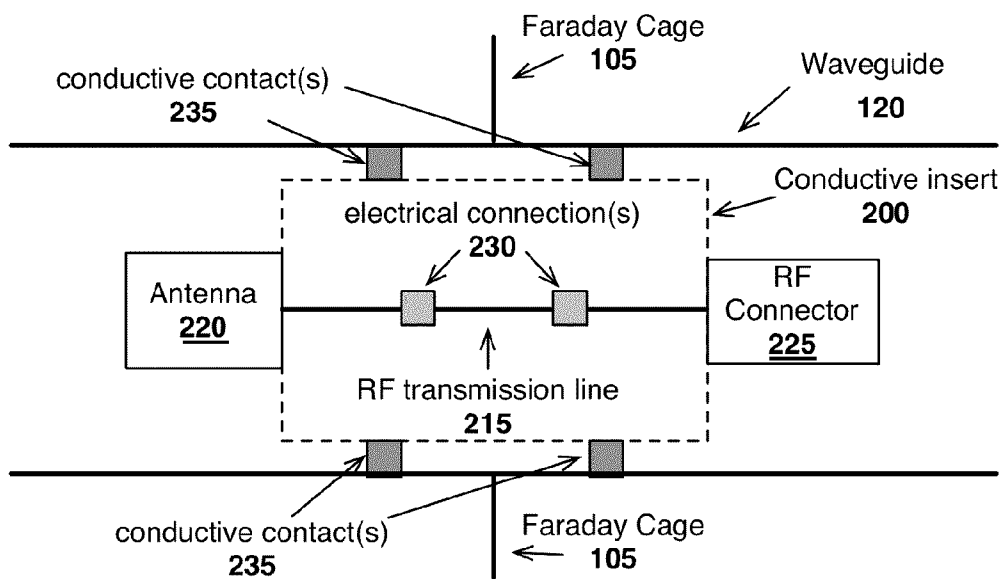 Faraday Cage
105
conductive contact(s)
235
Waveguide
120
Conductive insert
200
electrical connection(s)
230
Antenna
220
RF
Connector
225
RF transmission line
215
conductive contact(s)
235
Faraday Cage
105